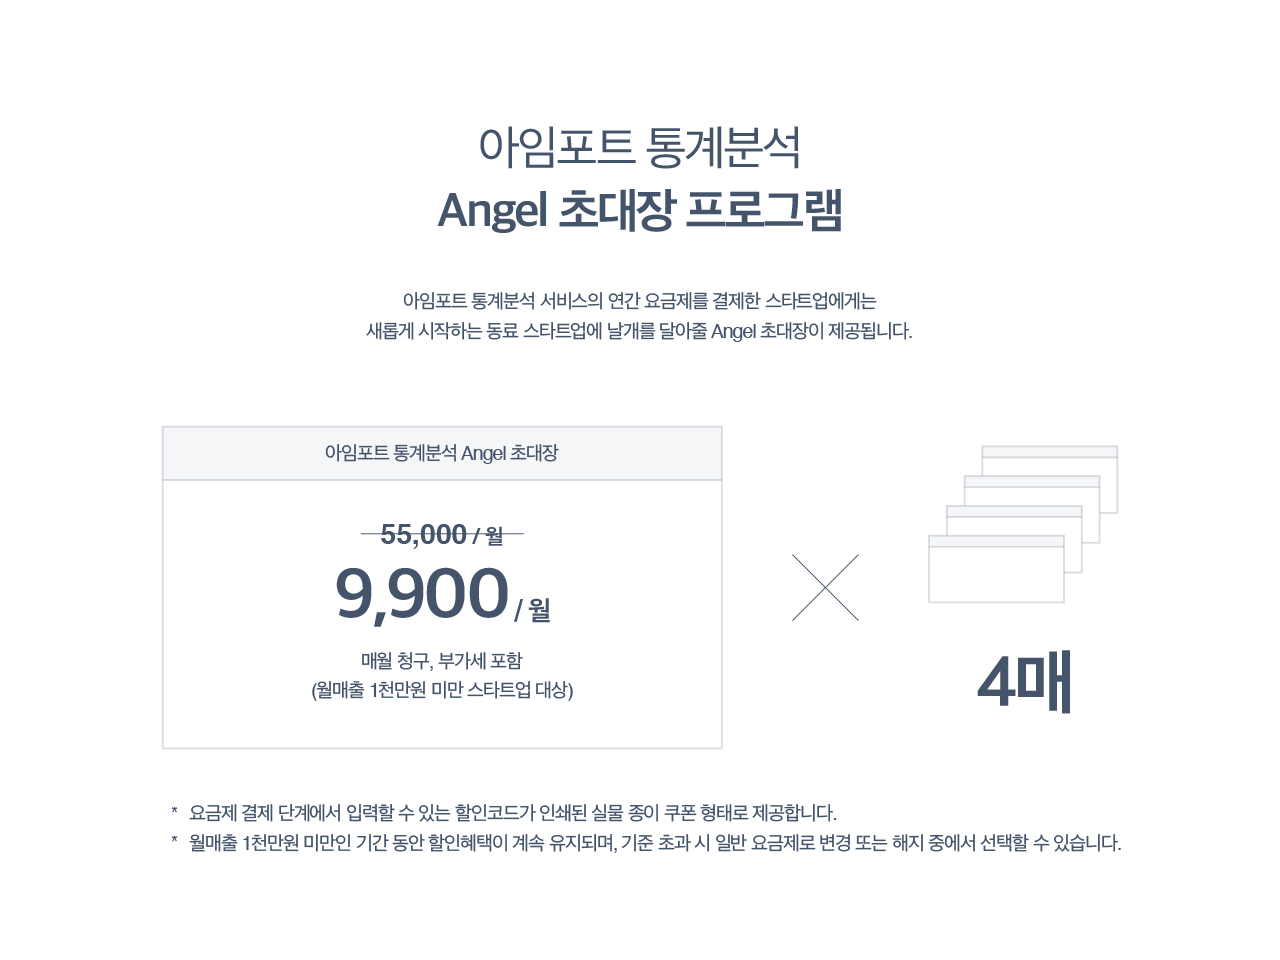 아임포트 통계분석
Angel 초대장 프로그램
아임포트 통계분석 서비스의 연간 요금제를 결제한 스타트업에게는
새롭게 시작하는 동료 스타트업에 날개를 달아줄 Angel 초대장이 제공됩니다.
아임포트 통계분석 Angel 초대장
55,000 / 월
9,900 / 월
매월 청구, 부가세 포함
(월매출 1천만원 미만 스타트업 대상)
4매
* 요금제 결제 단계에서 입력할 수 있는 할인코드가 인쇄된 실물 종이 쿠폰 형태로 제공합니다.
* 월매출 1천만원 미만인 기간 동안 할인혜택이 계속 유지되며, 기준 초과 시 일반 요금제로 변경 또는 해지 중에서 선택할 수 있습니다.